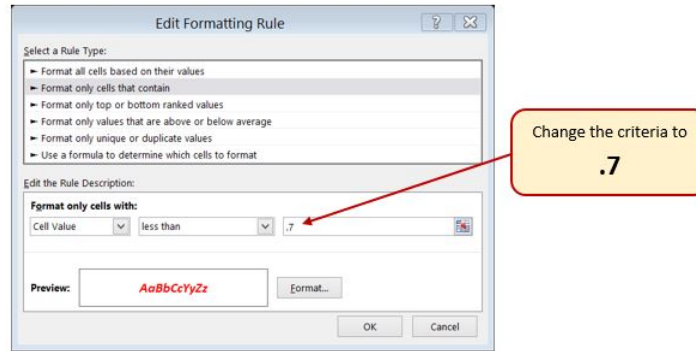 Edit Formatting Rule
Select a Rule Type:
► Format all cells based on their values
► Format only cells that contain
► Format only top or bottom ranked values
► Format only values that are above or below average
► Format only unique or duplicate values
► Use a formula to determine which cells to format
Edit the Rule Description:
Format only cells with:
Cell Value less than .7
Preview: AaBbCcYyZz Format...
OK Cancel
Change the criteria to
.7